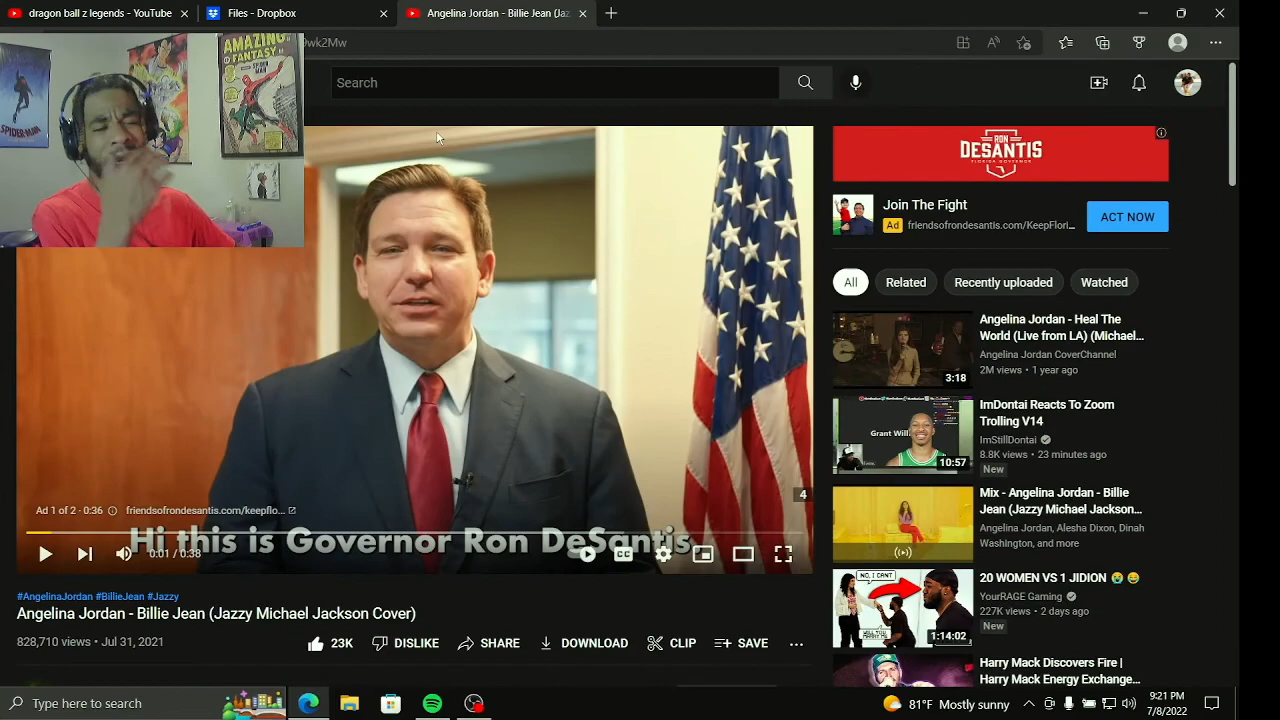 dragon ball z legends - YouTube
Files - Dropbox
Angelina Jordan - Billie Jean (Jaz
9wk2Mw
SPIDER-MAN
AMAZING
FANTASY
Search
RON
DESANTIS
FLORIDA GOVERNOR
Join The Fight
Ad friendsofrondesantis.com/KeepFlori...
ACT NOW
All
Related
Recently uploaded
Watched
Angelina Jordan - Heal The
World (Live from LA) (Michael...
Angelina Jordan CoverChannel
2M views • 1 year ago
3:18
ImDontai Reacts To Zoom
Trolling V14
ImStillDontai
8.8K views • 23 minutes ago
New
10:57
Mix - Angelina Jordan - Billie
Jean (Jazzy Michael Jackson...
Angelina Jordan, Alesha Dixon, Dinah
Washington, and more
NO, I CANT
20 WOMEN VS 1 JIDION 😭 😂
YourRAGE Gaming
227K views • 2 days ago
New
1:14:02
Harry Mack Discovers Fire |
Harry Mack Energy Exchange...
4
Ad 1 of 2 · 0:36
friendsofrondesantis.com/keepflo...
Hi this is Governor Ron DeSantis
0:01 / 0:38
CC
#AngelinaJordan #BillieJean #Jazzy
Angelina Jordan - Billie Jean (Jazzy Michael Jackson Cover)
828,710 views • Jul 31, 2021
23K
DISLIKE
SHARE
DOWNLOAD
CLIP
SAVE
Type here to search
81°F Mostly sunny
9:21 PM
7/8/2022